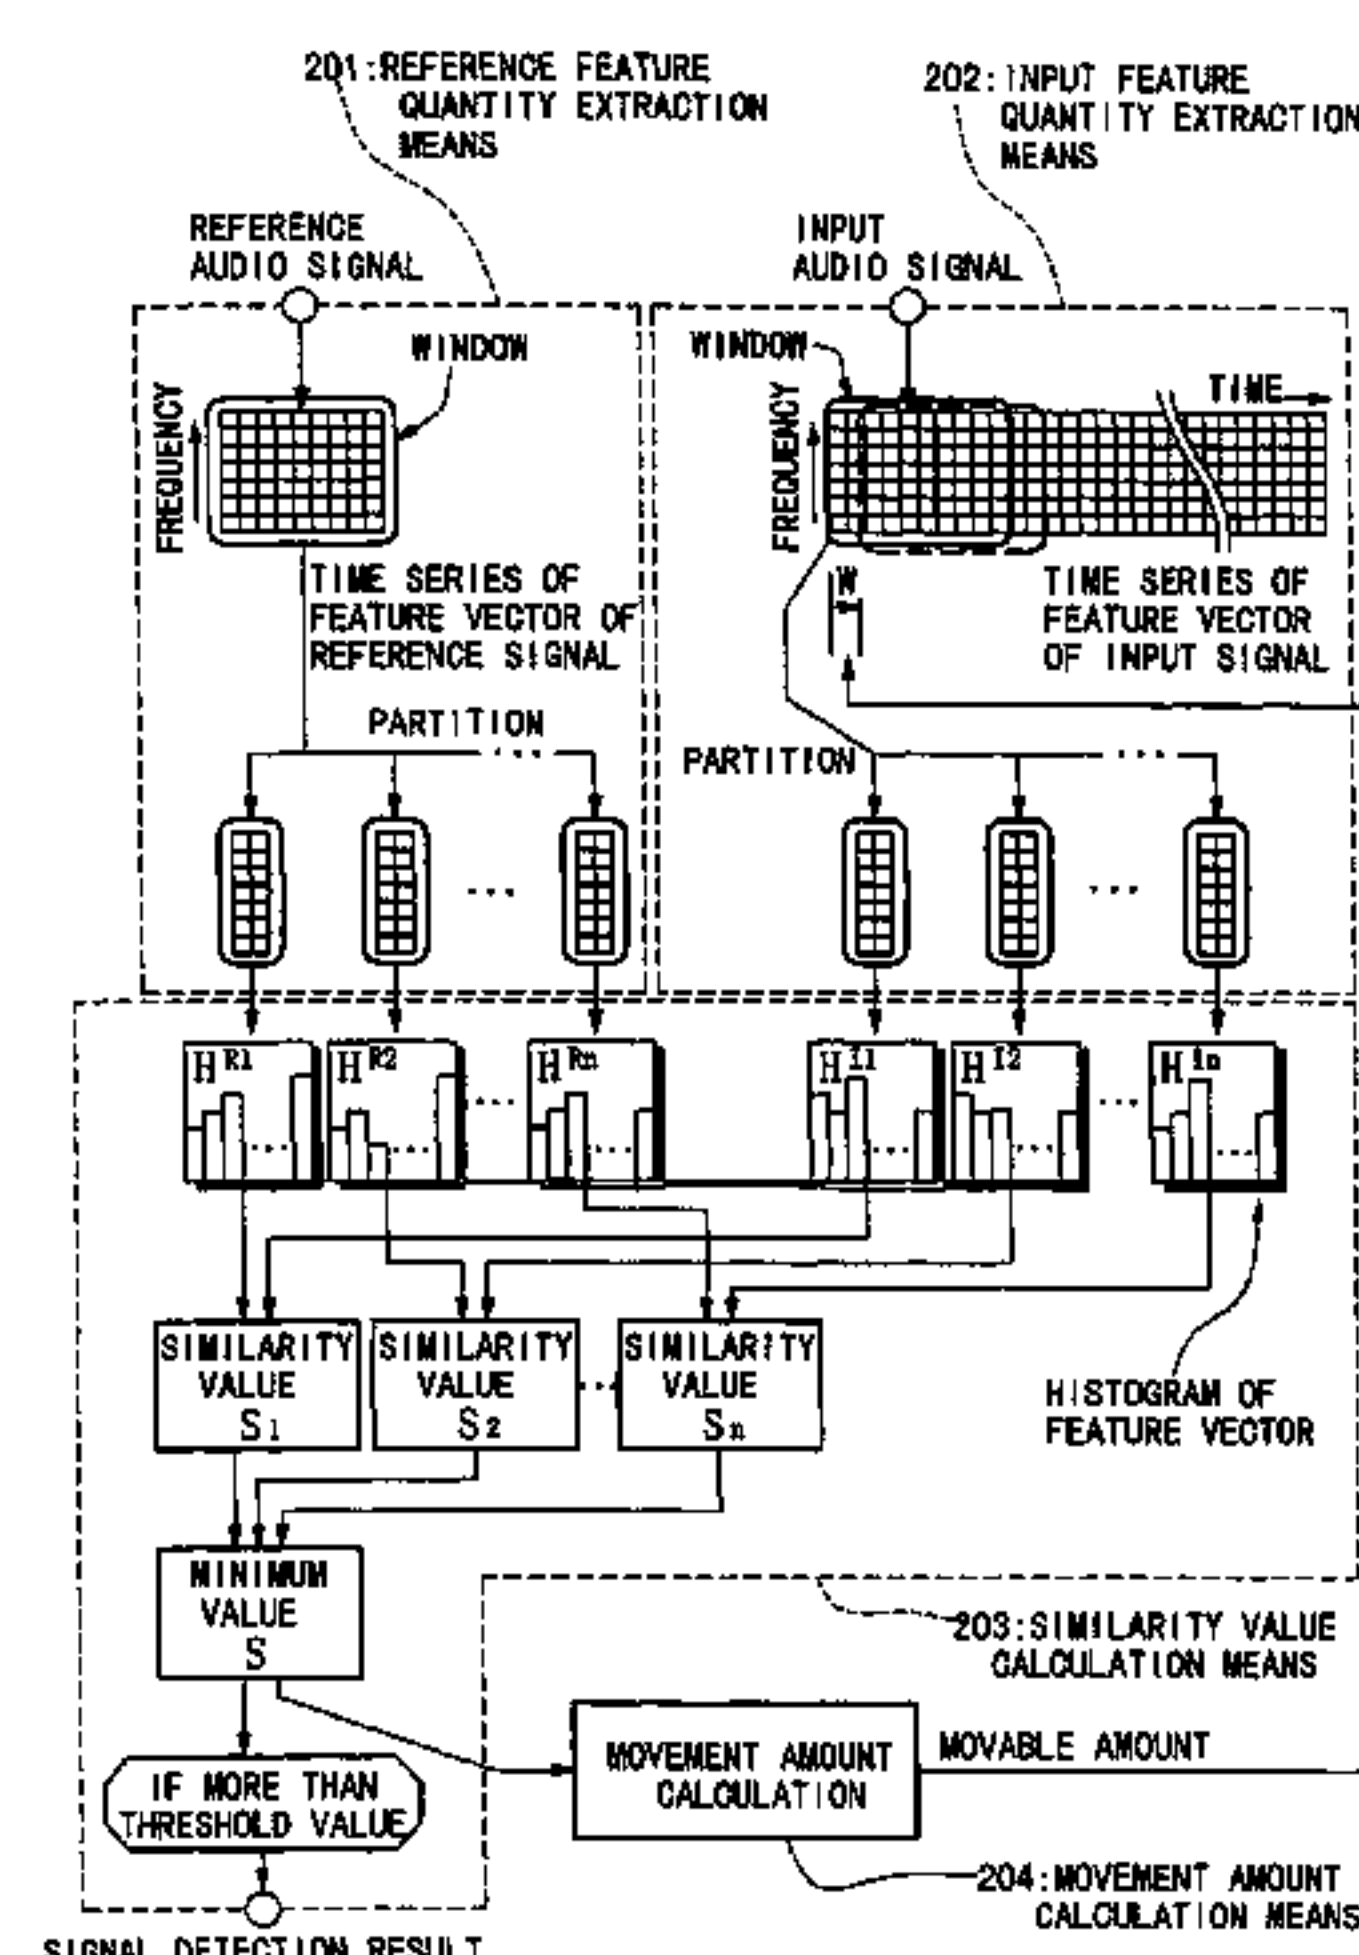 201:REFERENCE FEATURE
QUANTITY EXTRACTION
MEANS
202:INPUT FEATURE
QUANTITY EXTRACTION
MEANS
REFERENCE
AUDIO SIGNAL
INPUT
AUDIO SIGNAL
WINDOW
WINDOW
TIME
FREQUENCY
FREQUENCY
TIME SERIES OF
FEATURE VECTOR OF
REFERENCE SIGNAL
W
TIME SERIES OF
FEATURE VECTOR
OF INPUT SIGNAL
PARTITION
PARTITION
...
...
...
...
H R1
H R2
...
H Rn
H I1
H I2
...
H In
...
...
...
...
...
...
SIMILARITY
VALUE
S1
SIMILARITY
VALUE
S2
...
SIMILARITY
VALUE
Sn
HISTOGRAM OF
FEATURE VECTOR
MINIMUM
VALUE
S
203:SIMILARITY VALUE
CALCULATION MEANS
IF MORE THAN
THRESHOLD VALUE
MOVEMENT AMOUNT
CALCULATION
MOVABLE AMOUNT
204:MOVEMENT AMOUNT
CALCULATION MEANS
SIGNAL DETECTION RESULT